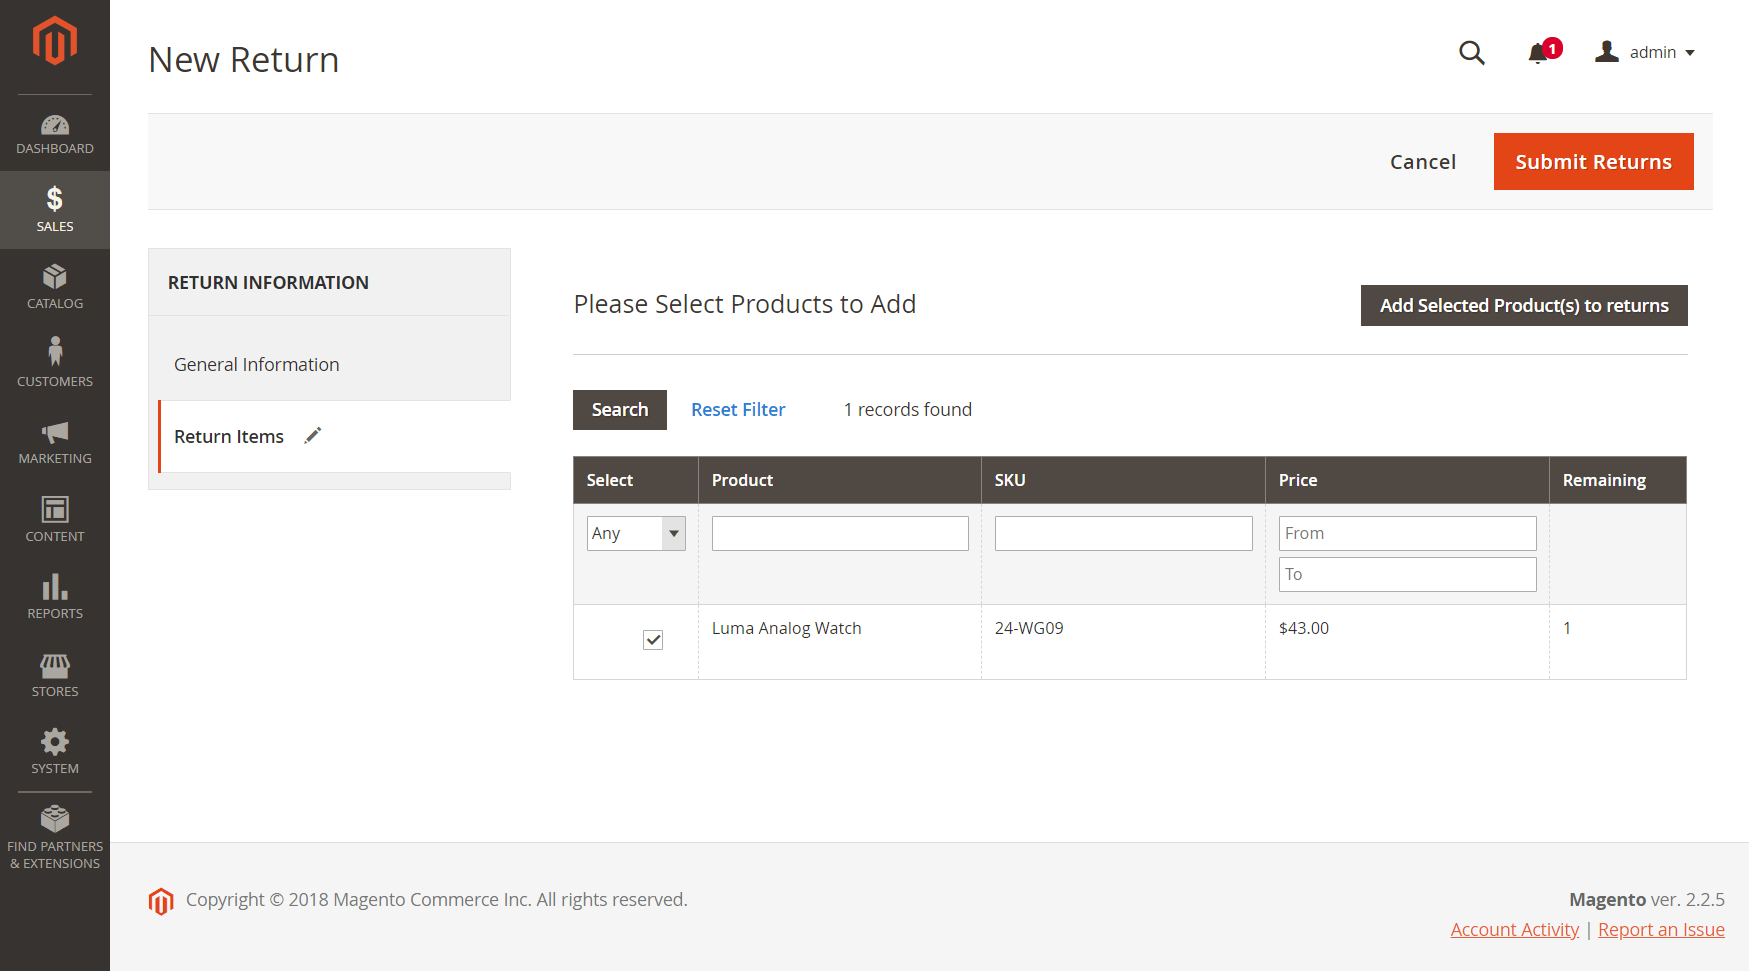 New Return
1
admin
DASHBOARD
SALES
CATALOG
CUSTOMERS
MARKETING
CONTENT
REPORTS
STORES
SYSTEM
FIND PARTNERS
& EXTENSIONS
Cancel
Submit Returns
RETURN INFORMATION
General Information
Return Items
Please Select Products to Add
Add Selected Product(s) to returns
Search
Reset Filter
1 records found
Select
Product
SKU
Price
Remaining
Any
From
To
Luma Analog Watch
24-WG09
$43.00
1
Copyright © 2018 Magento Commerce Inc. All rights reserved.
Magento ver. 2.2.5
Account Activity | Report an Issue